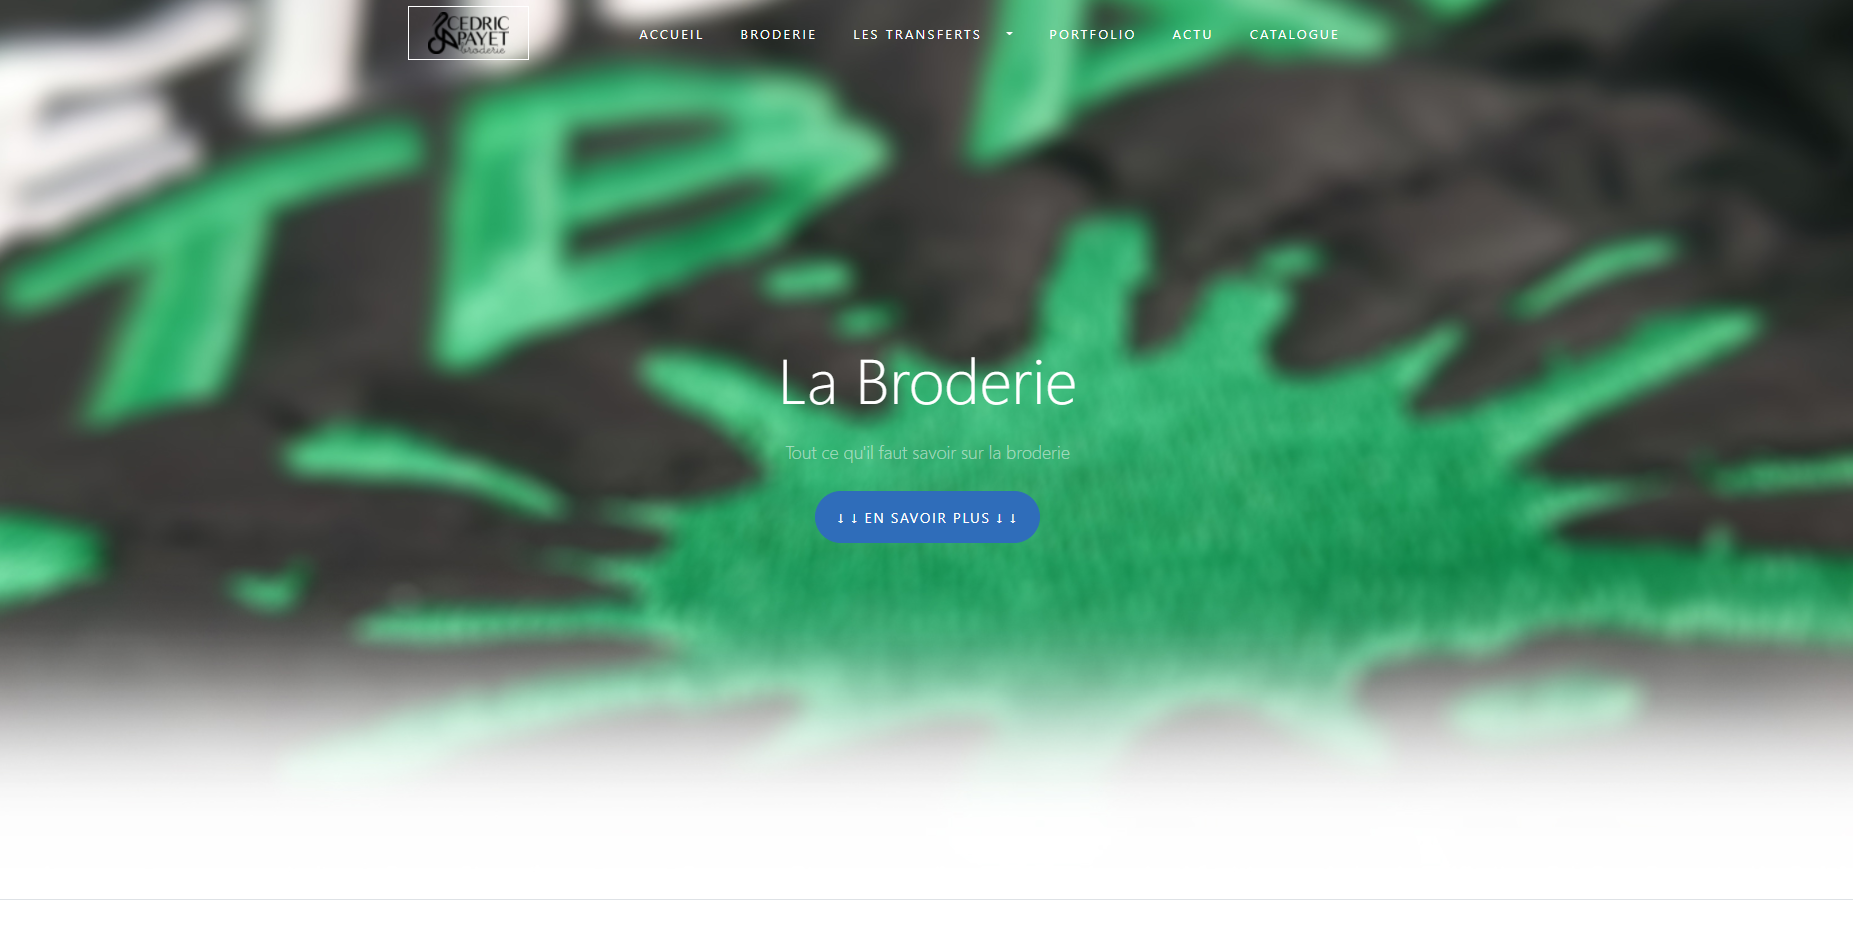 CEDRIC
PAYET
broderie
ACCUEIL BRODERIE LES TRANSFERTS PORTFOLIO ACTU CATALOGUE
La Broderie
Tout ce qu'il faut savoir sur la broderie
↓ ↓ EN SAVOIR PLUS ↓ ↓